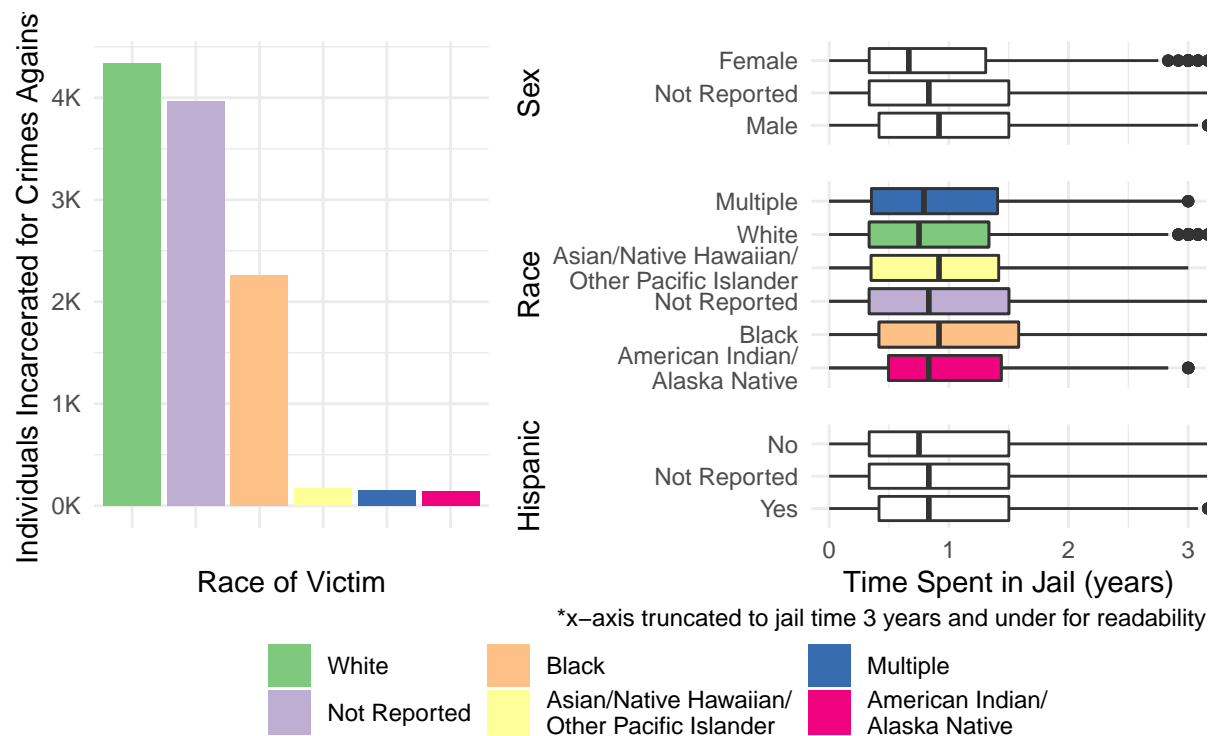 Individuals Incarcerated for Crimes Against
4K
3K
2K
1K
0K
Race of Victim
Sex
Female
Not Reported
Male
Race
Multiple
White
Asian/Native Hawaiian/
Other Pacific Islander
Not Reported
Black
American Indian/
Alaska Native
Hispanic
No
Not Reported
Yes
0
1
2
3
Time Spent in Jail (years)
*x−axis truncated to jail time 3 years and under for readability
White
Not Reported
Black
Asian/Native Hawaiian/
Other Pacific Islander
Multiple
American Indian/
Alaska Native